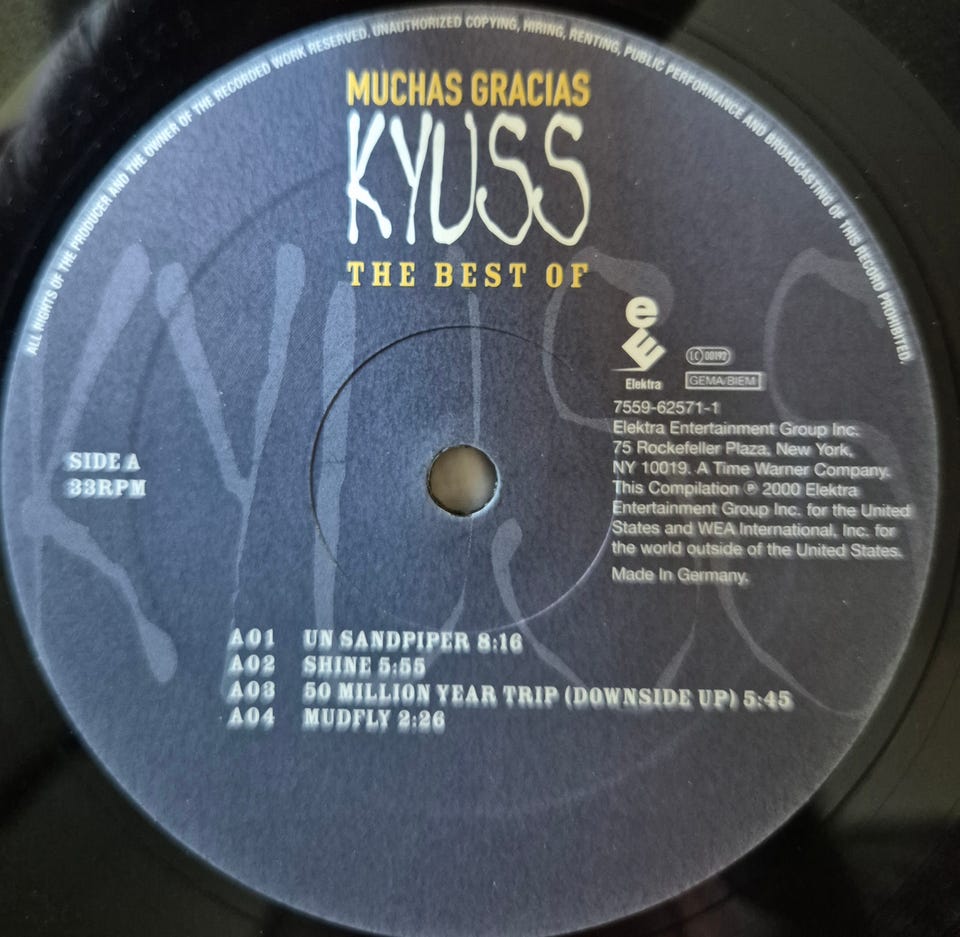 ALL RIGHTS OF THE PRODUCER AND THE OWNER OF THE RECORDED WORK RESERVED. UNAUTHORIZED COPYING, HIRING, RENTING, PUBLIC PERFORMANCE AND BROADCASTING OF THIS RECORD PROHIBITED.
MUCHAS GRACIAS
KYUSS
THE BEST OF
KYUSS
e E
Elektra
LC 00192
GEMA/BIEM
7559-62571-1
Elektra Entertainment Group Inc.
75 Rockefeller Plaza, New York,
NY 10019. A Time Warner Company.
This Compilation ℗ 2000 Elektra
Entertainment Group Inc. for the United
States and WEA International, Inc. for
the world outside of the United States.
Made In Germany.
SIDE A
33RPM
A01 UN SANDPIPER 8:16
A02 SHINE 5:55
A03 50 MILLION YEAR TRIP (DOWNSIDE UP) 5:45
A04 MUDFLY 2:26